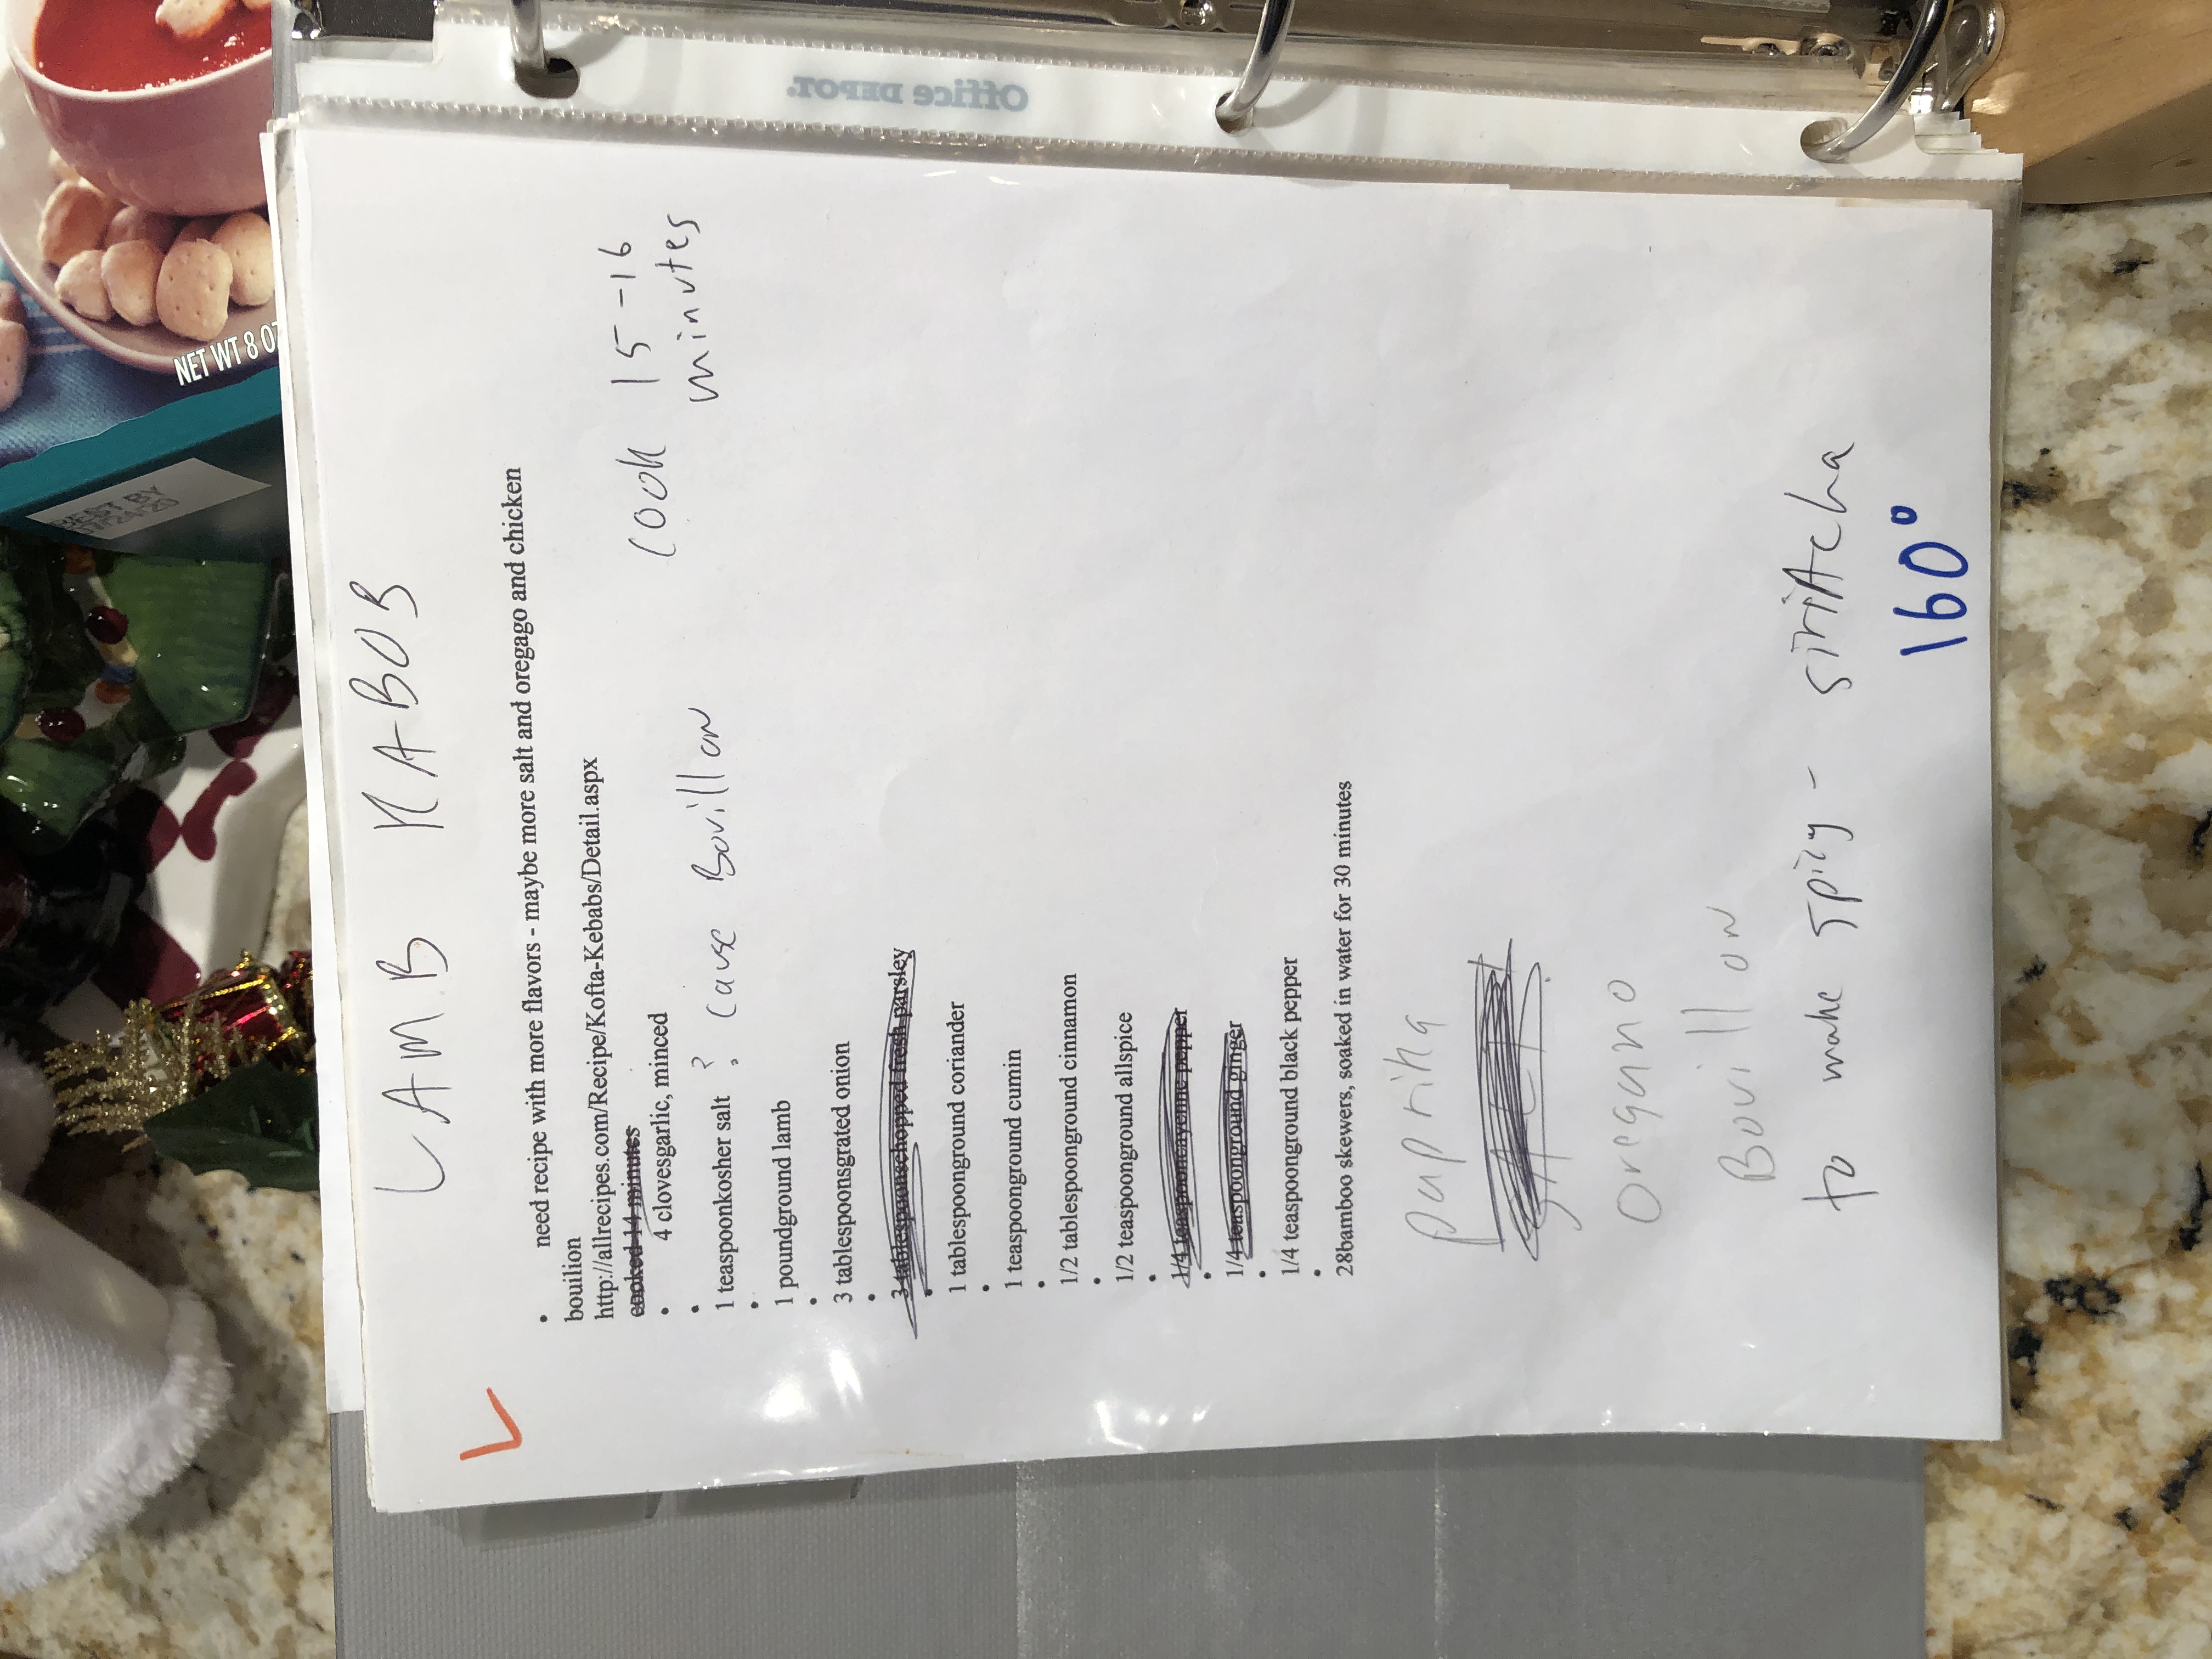 LAMB KABOB
need recipe with more flavors - maybe more salt and oregago and chicken
bouilion
http://allrecipes.com/Recipe/Kofta-Kebabs/Detail.aspx
cooked 14 minutes
Cook 15-16
minutes
4 clovesgarlic, minced
1 teaspoonkosher salt ? cause Bouillon
1 poundground lamb
3 tablespoonsgrated onion
3 tablespoonschopped fresh parsley
1 tablespoonground coriander
1 teaspoonground cumin
1/2 tablespoonground cinnamon
1/2 teaspoonground allspice
1/4 teaspooncayenne pepper
1/4 teaspoonground ginger
1/4 teaspoonground black pepper
28bamboo skewers, soaked in water for 30 minutes
paprika
oregano
Bouillon
to make spicy - sriracha
160°
Office DEPOT.
NET WT 8 OZ
BEST BY